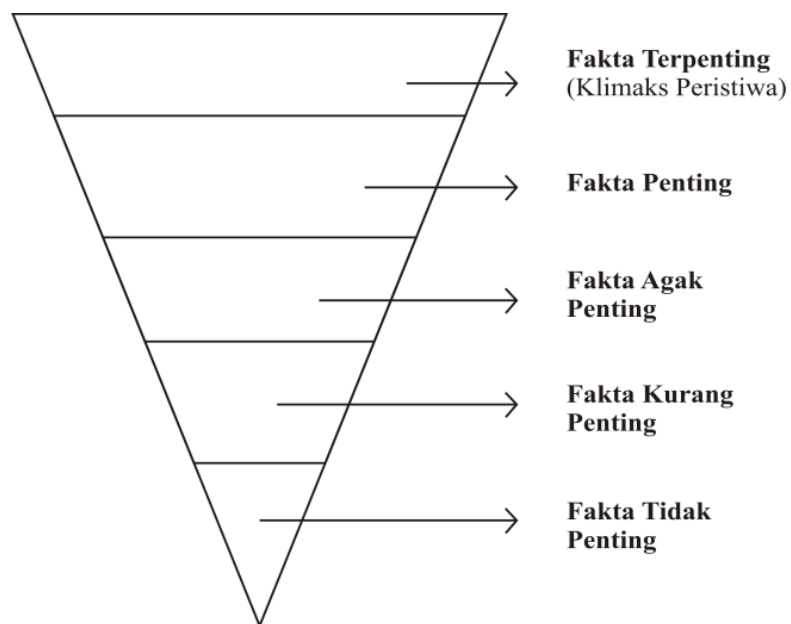 Fakta Terpenting
(Klimaks Peristiwa)
Fakta Penting
Fakta Agak
Penting
Fakta Kurang
Penting
Fakta Tidak
Penting